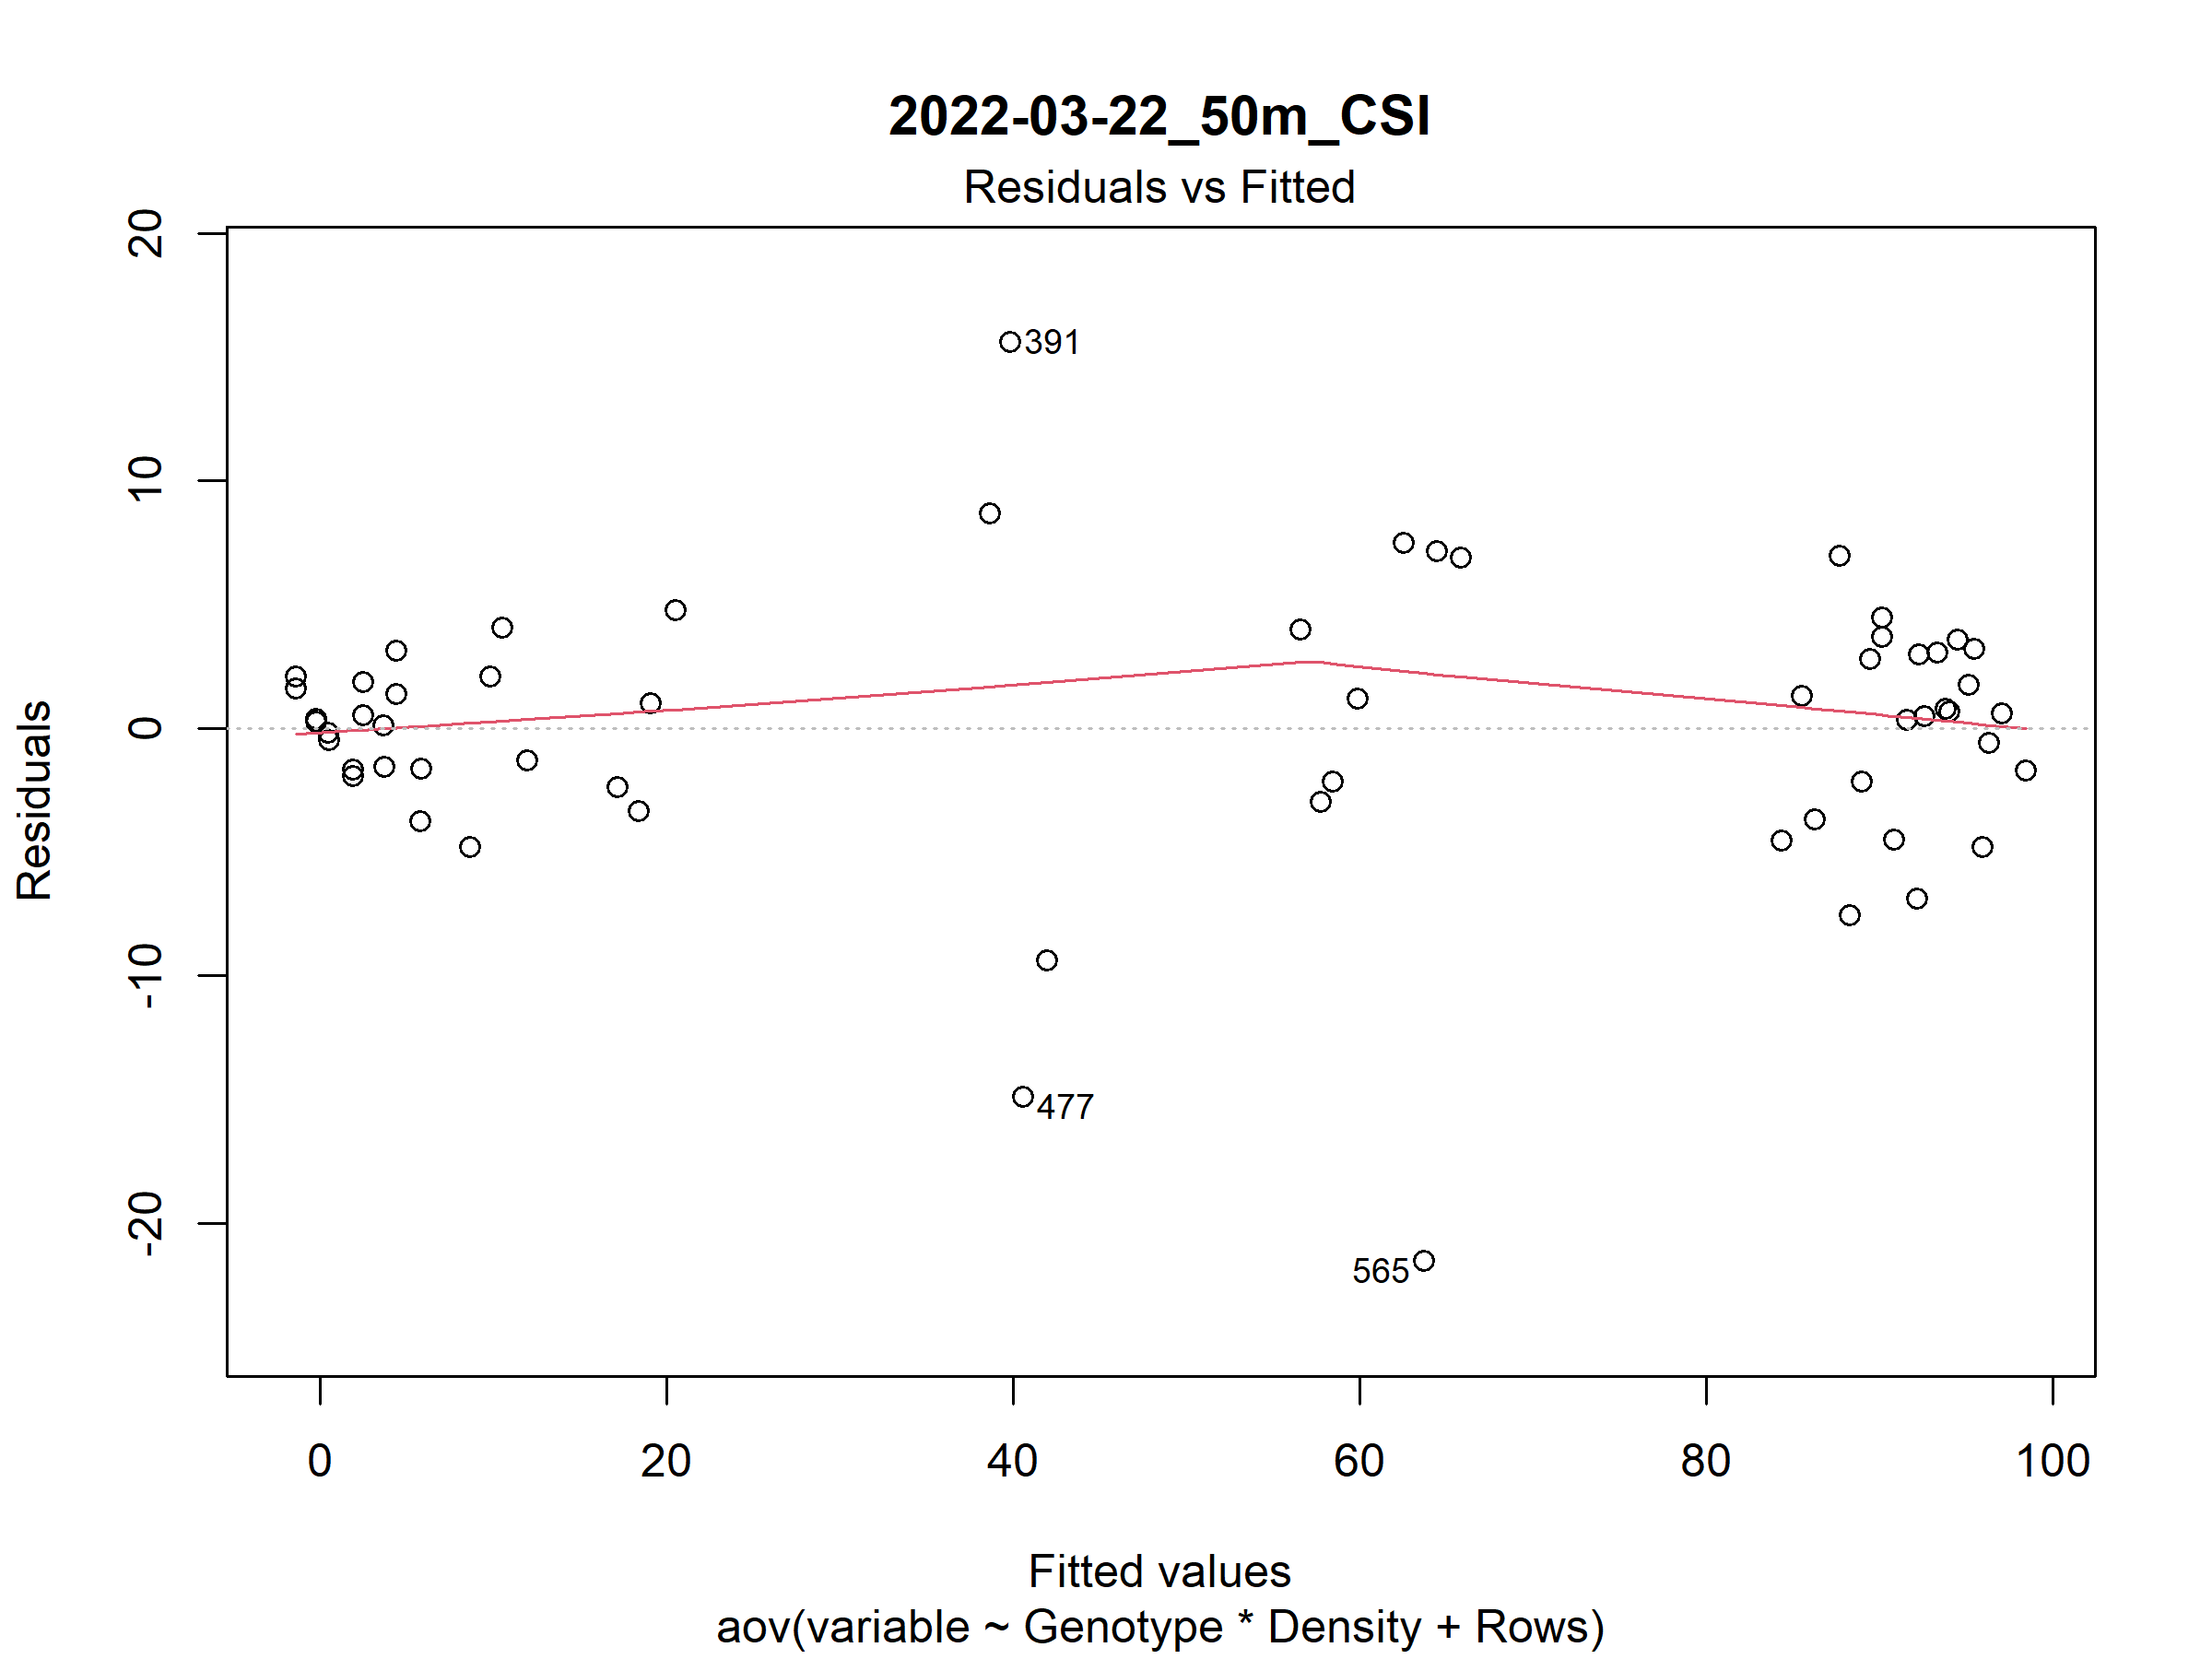 2022-03-22_50m_CSI
Residuals vs Fitted
20
10
0
-10
-20
Residuals
391
477
565
0 20 40 60 80 100
Fitted values
aov(variable ~ Genotype * Density + Rows)